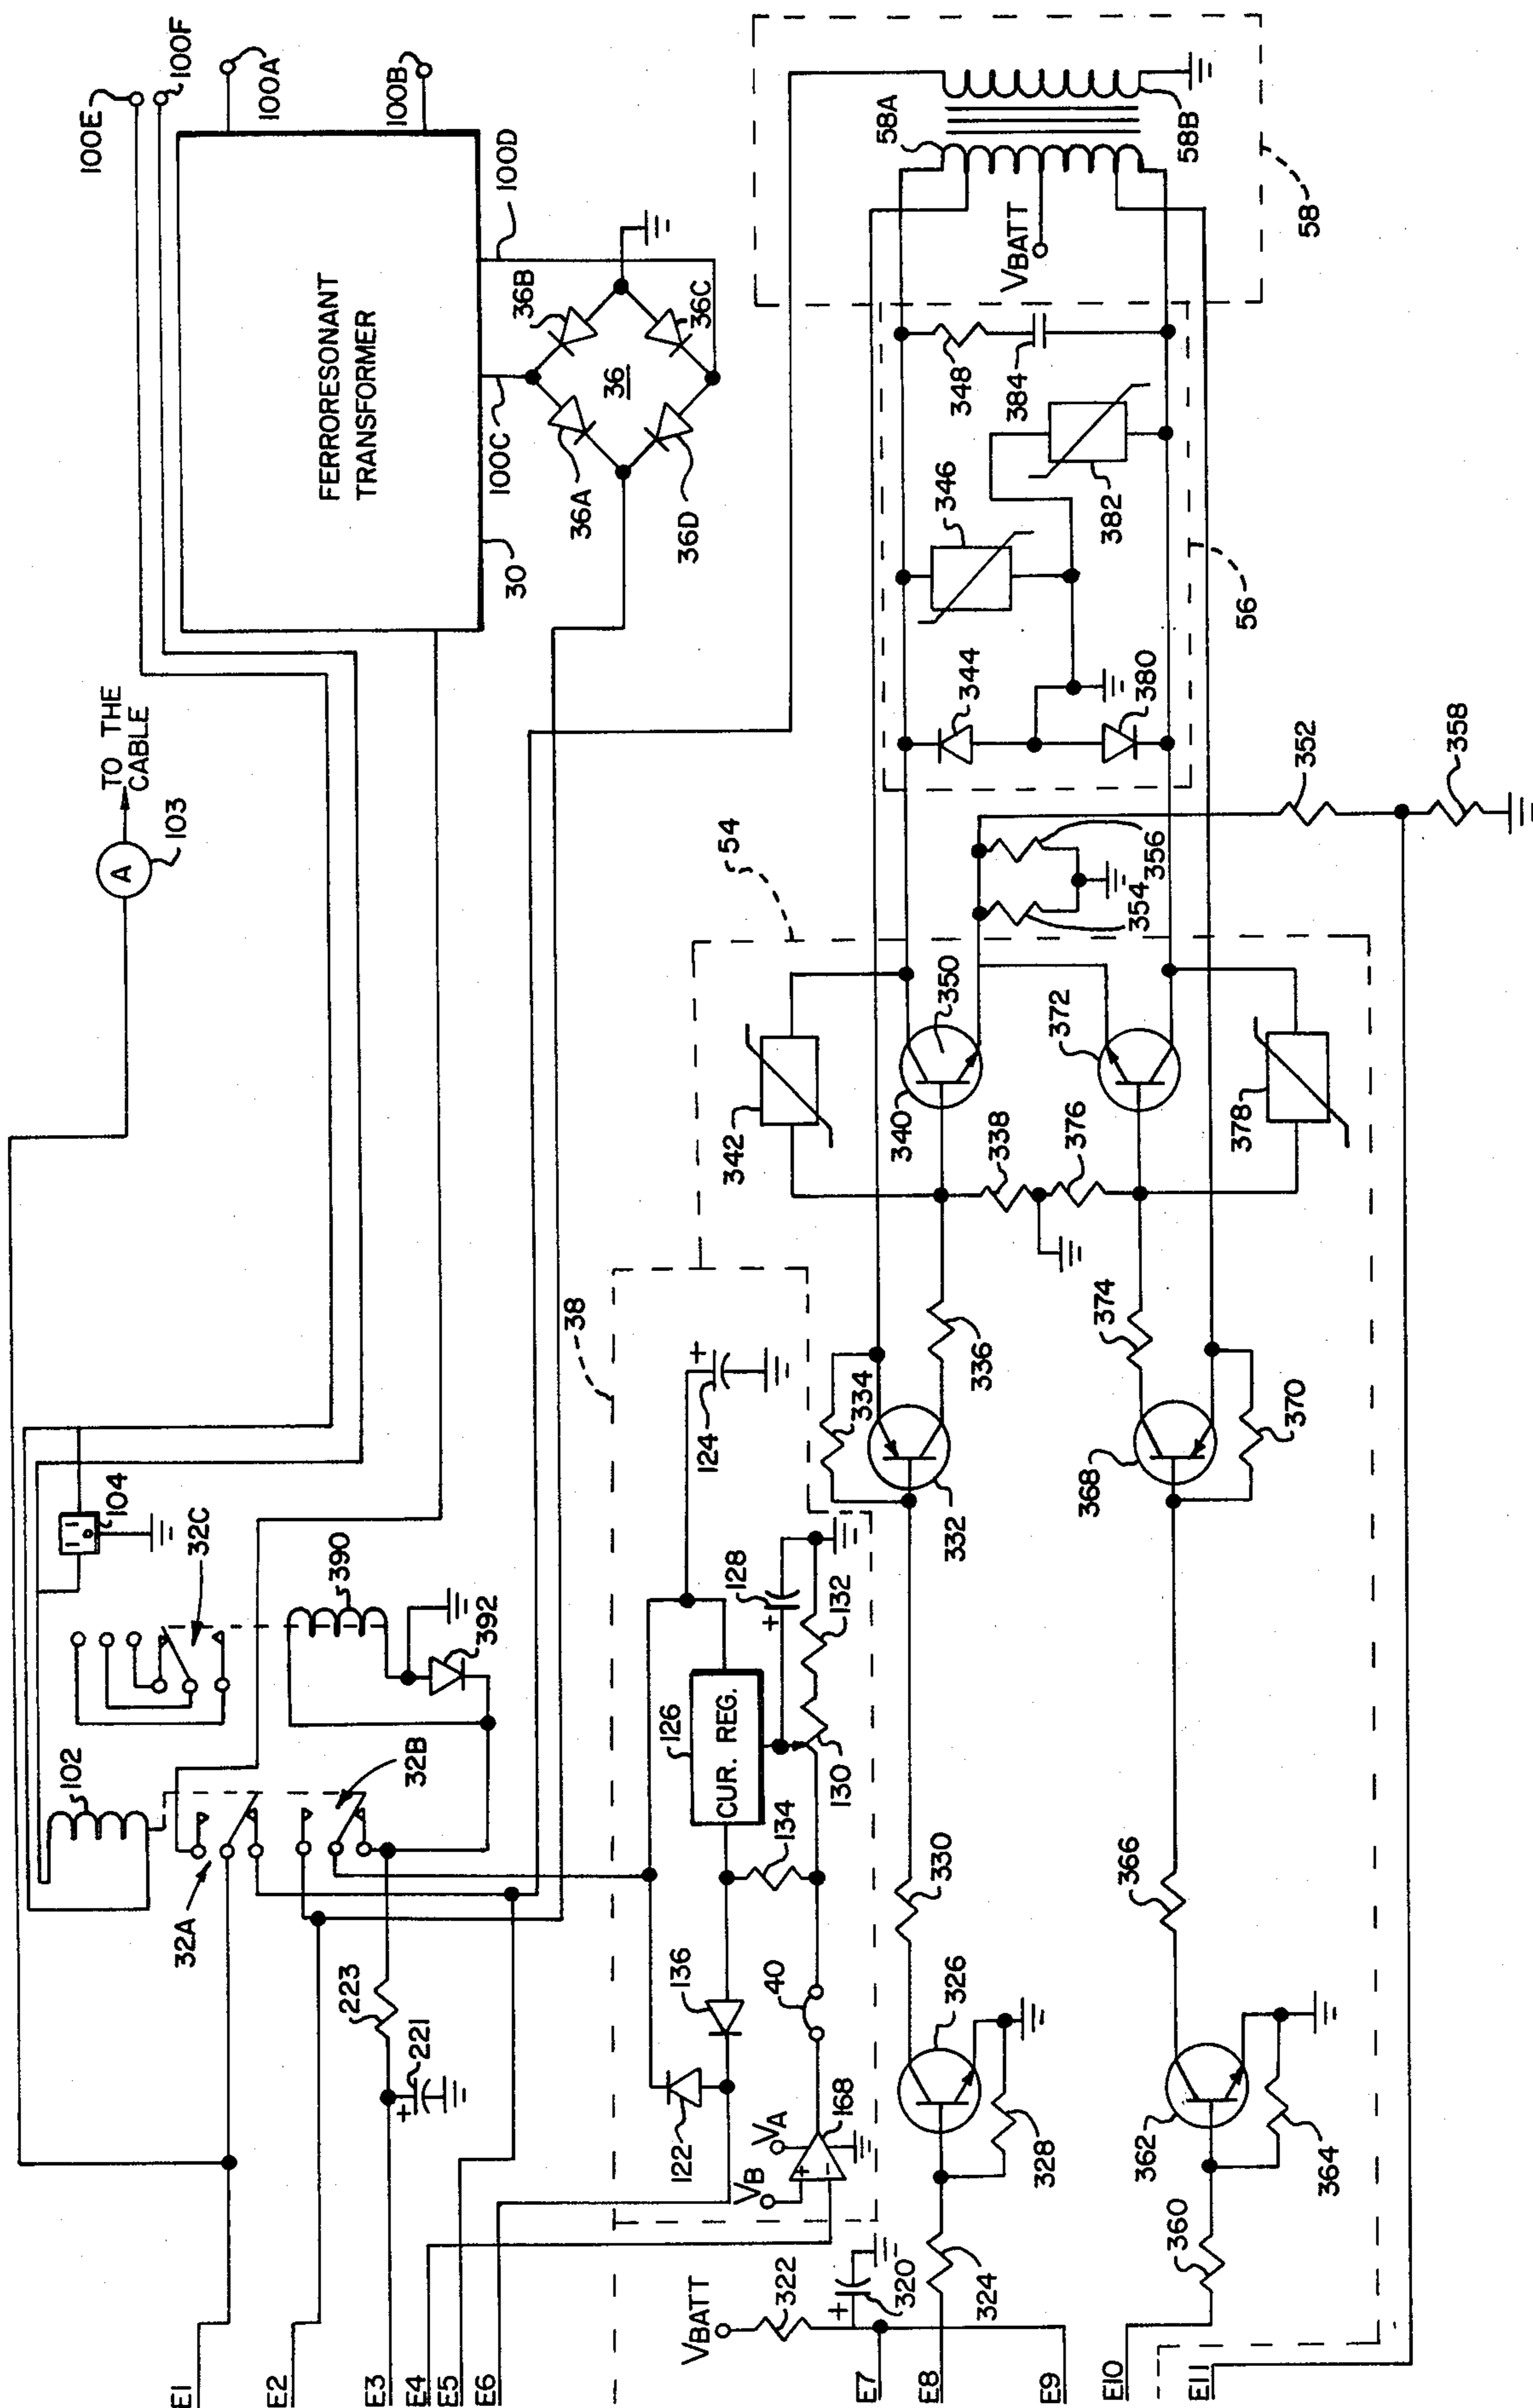 100E
100F
100A
100B
FERRORESONANT
TRANSFORMER
100D
100C
30
36A
36B
36
36C
36D
TO THE
CABLE
A
103
104
32C
390
392
102
32A
32B
223
221
+
58A
58B
VBATT
58
348
384
346
382
56
344
380
54
352
358
356
354
350
340
342
372
378
338
376
38
124
+
334
336
332
374
368
370
128
+
132
126
CUR. REG.
130
134
136
122
40
VA
VB
168
+
-
330
326
328
366
362
364
360
324
VBATT
322
320
+
E1
E2
E3
E4
E5
E6
E7
E8
E9
E10
E11